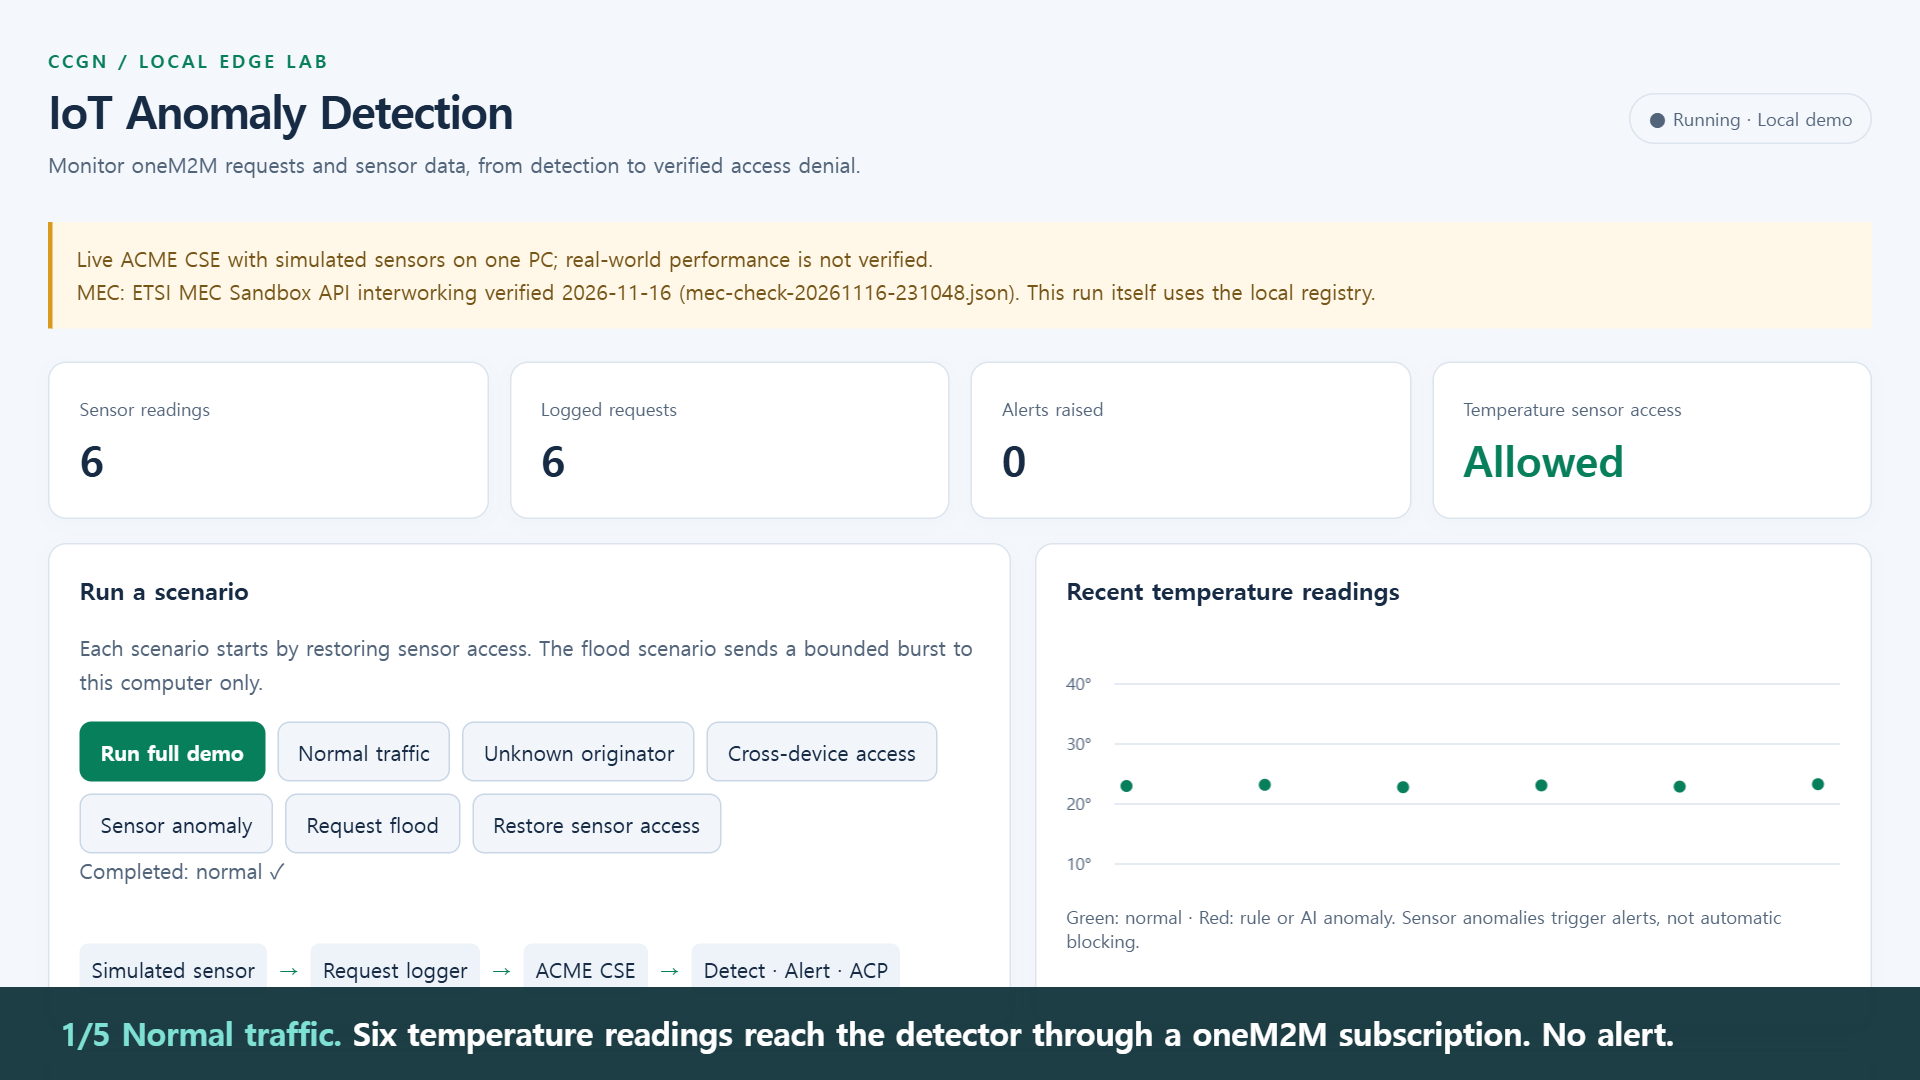 CCGN / LOCAL EDGE LAB
IoT Anomaly Detection
Monitor oneM2M requests and sensor data, from detection to verified access denial.
Running · Local demo
Live ACME CSE with simulated sensors on one PC; real-world performance is not verified.
MEC: ETSI MEC Sandbox API interworking verified 2026-11-16 (mec-check-20261116-231048.json). This run itself uses the local registry.
Sensor readings
6
Logged requests
6
Alerts raised
0
Temperature sensor access
Allowed
Run a scenario
Each scenario starts by restoring sensor access. The flood scenario sends a bounded burst to
this computer only.
Run full demo
Normal traffic
Unknown originator
Cross-device access
Sensor anomaly
Request flood
Restore sensor access
Completed: normal ✓
Simulated sensor → Request logger → ACME CSE → Detect · Alert · ACP
Recent temperature readings
40°
30°
20°
10°
Green: normal · Red: rule or AI anomaly. Sensor anomalies trigger alerts, not automatic
blocking.
1/5 Normal traffic. Six temperature readings reach the detector through a oneM2M subscription. No alert.